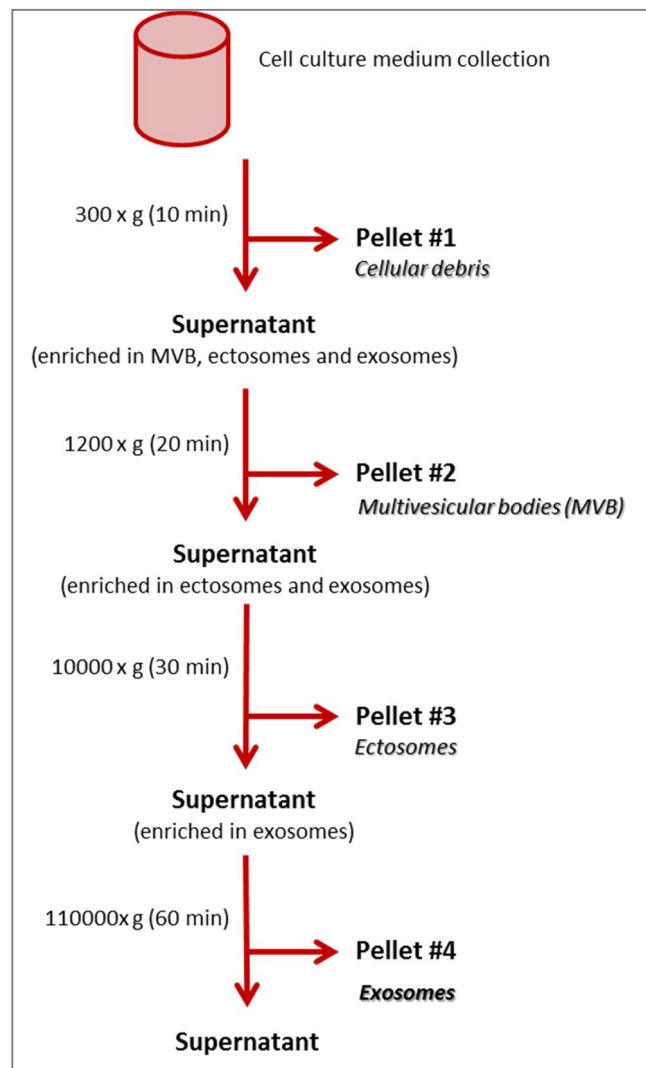 Cell culture medium collection
300 x g (10 min)
Pellet #1
Cellular debris
Supernatant
(enriched in MVB, ectosomes and exosomes)
1200 x g (20 min)
Pellet #2
Multivesicular bodies (MVB)
Supernatant
(enriched in ectosomes and exosomes)
10000 x g (30 min)
Pellet #3
Ectosomes
Supernatant
(enriched in exosomes)
110000x g (60 min)
Pellet #4
Exosomes
Supernatant